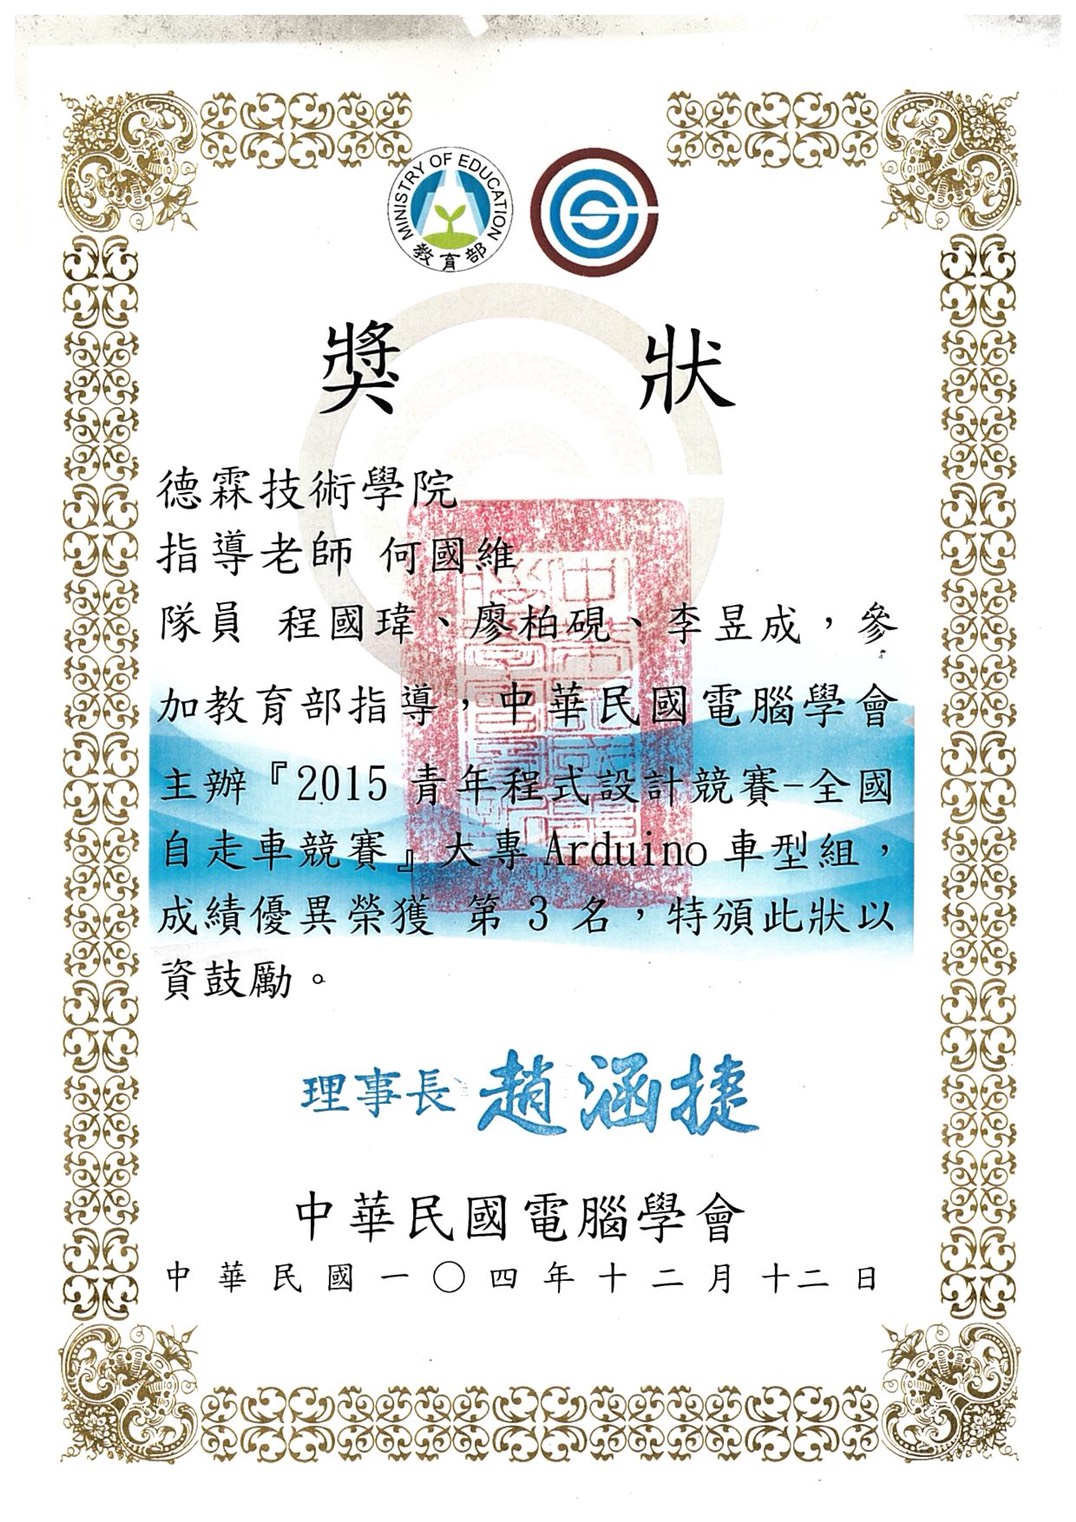 MINISTRY OF EDUCATION
教育部
獎 狀
德霖技術學院
指導老師 何國維
隊員 程國瑋、廖柏硯、李昱成，參
加教育部指導，中華民國電腦學會
主辦『2015 青年程式設計競賽-全國
自走車競賽』大專 Arduino 車型組，
成績優異榮獲 第 3 名，特頒此狀以
資鼓勵。
理事長 趙涵捷
中華民國電腦學會
中華民國一〇四年十二月十二日